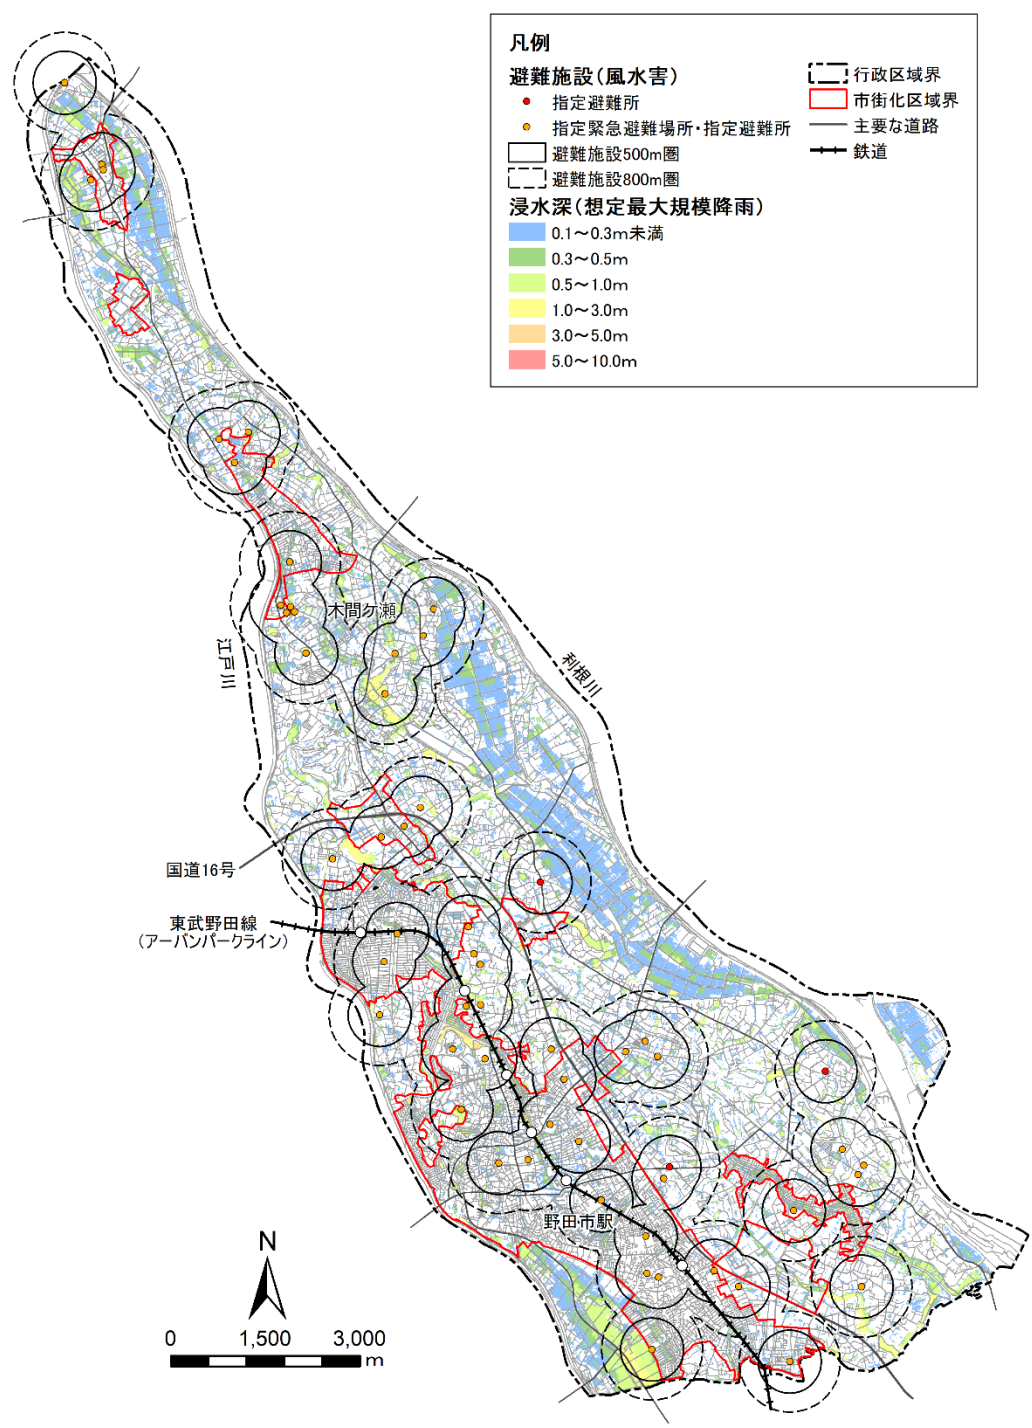 凡例
避難施設(風水害)
指定避難所
指定緊急避難場所・指定避難所
避難施設500m圏
避難施設800m圏
浸水深(想定最大規模降雨)
0.1～0.3m未満
0.3～0.5m
0.5～1.0m
1.0～3.0m
3.0～5.0m
5.0～10.0m
行政区域界
市街化区域界
主要な道路
鉄道
木間ケ瀬
江戸川
利根川
国道16号
東武野田線
(アーバンパークライン)
野田市駅
N
0 1,500 3,000
m